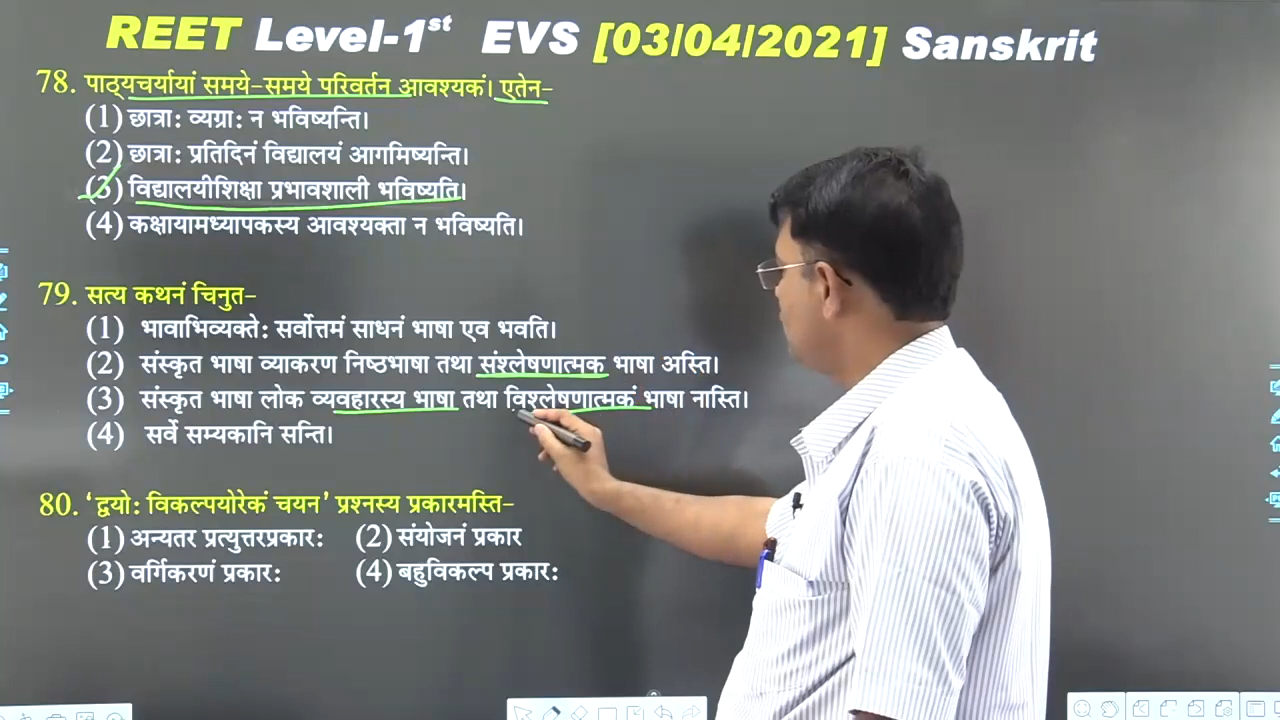 REET Level-1st EVS [03/04/2021] Sanskrit
78. पाठ्यचर्यायां समये-समये परिवर्तन आवश्यकं। एतेन-
(1) छात्रा: व्यग्रा: न भविष्यन्ति।
(2) छात्रा: प्रतिदिनं विद्यालयं आगमिष्यन्ति।
(3) विद्यालयीशिक्षा प्रभावशाली भविष्यति।
(4) कक्षायामध्यापकस्य आवश्यक्ता न भविष्यति।
79. सत्य कथनं चिनुत-
(1) भावाभिव्यक्ते: सर्वोत्तमं साधनं भाषा एव भवति।
(2) संस्कृत भाषा व्याकरण निष्ठभाषा तथा संश्लेषणात्मक भाषा अस्ति।
(3) संस्कृत भाषा लोक व्यवहारस्य भाषा तथा विश्लेषणात्मकं भाषा नास्ति।
(4) सर्वे सम्यकानि सन्ति।
80. 'द्वयो: विकल्पयोरेकं चयन' प्रश्नस्य प्रकारमस्ति-
(1) अन्यतर प्रत्युत्तरप्रकार: (2) संयोजनं प्रकार
(3) वर्गिकरणं प्रकार: (4) बहुविकल्प प्रकार: